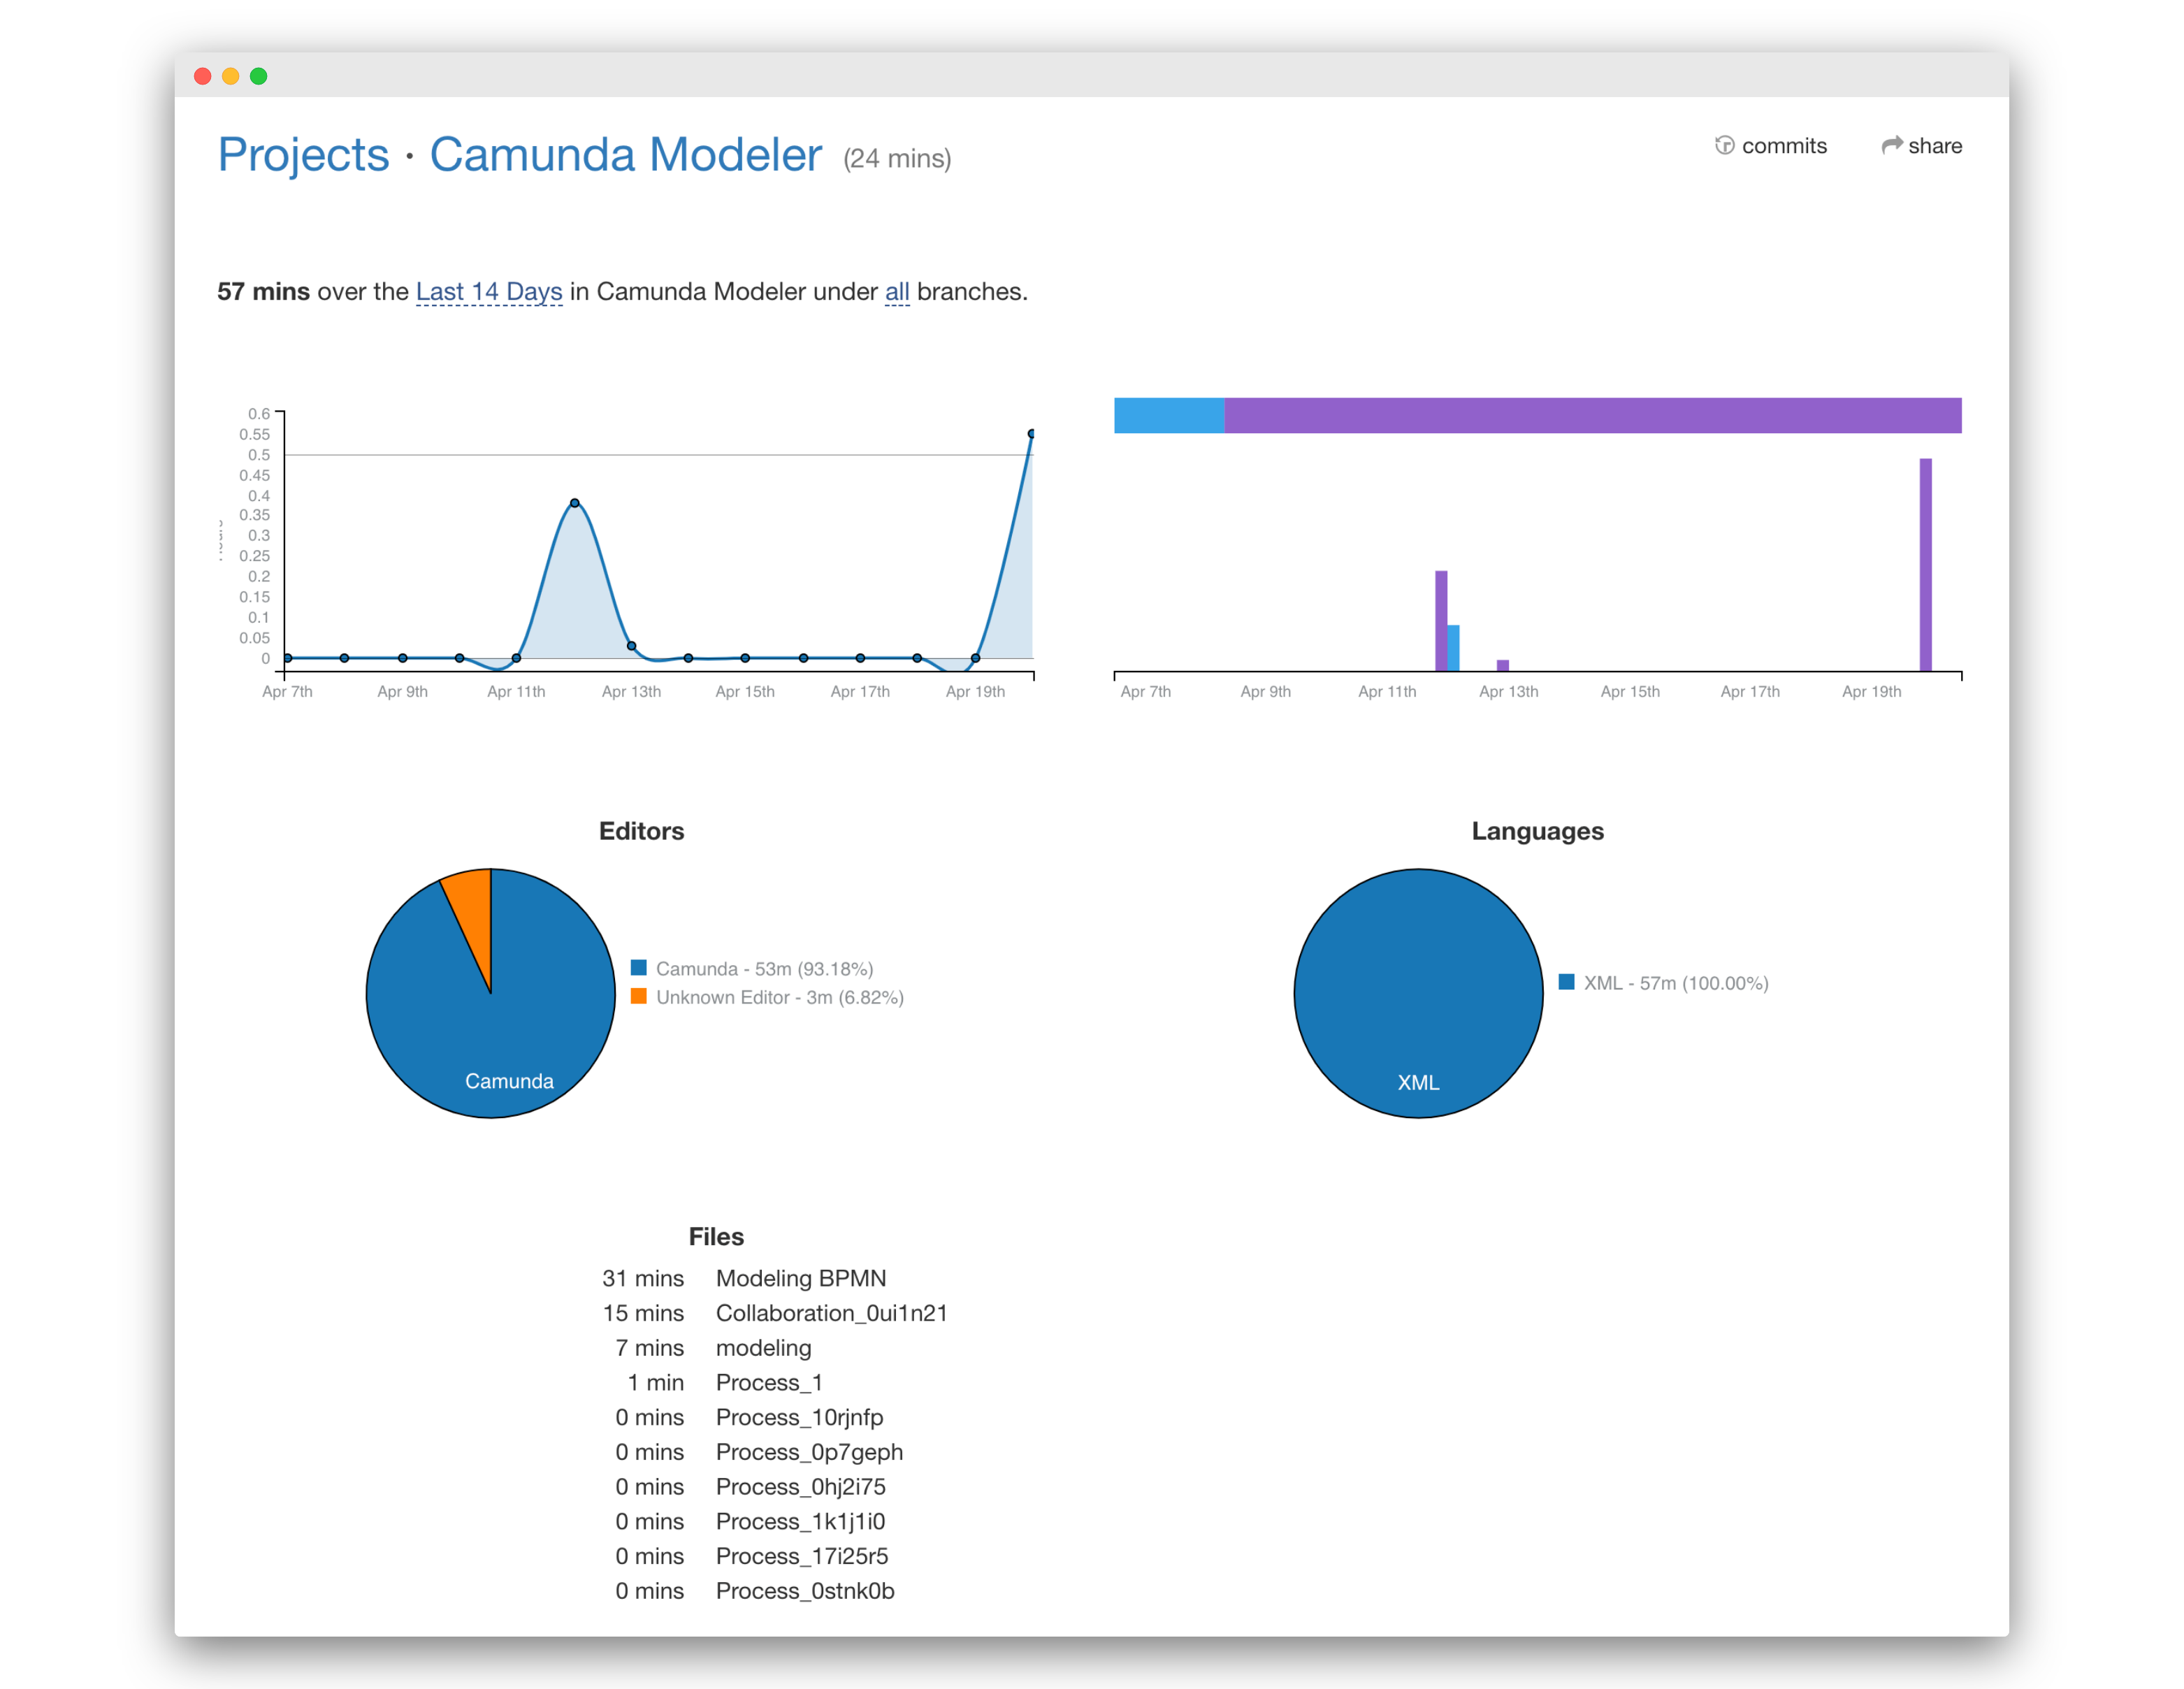 Projects · Camunda Modeler (24 mins)
commits
share
57 mins over the Last 14 Days in Camunda Modeler under all branches.
0.6
0.55
0.5
0.45
0.4
0.35
0.3
0.25
0.2
0.15
0.1
0.05
0
Apr 7th Apr 9th Apr 11th Apr 13th Apr 15th Apr 17th Apr 19th
Apr 7th Apr 9th Apr 11th Apr 13th Apr 15th Apr 17th Apr 19th
Editors
Camunda - 53m (93.18%)
Unknown Editor - 3m (6.82%)
Camunda
Languages
XML - 57m (100.00%)
XML
Files
31 mins Modeling BPMN
15 mins Collaboration_0ui1n21
7 mins modeling
1 min Process_1
0 mins Process_10rjnfp
0 mins Process_0p7geph
0 mins Process_0hj2i75
0 mins Process_1k1j1i0
0 mins Process_17i25r5
0 mins Process_0stnk0b